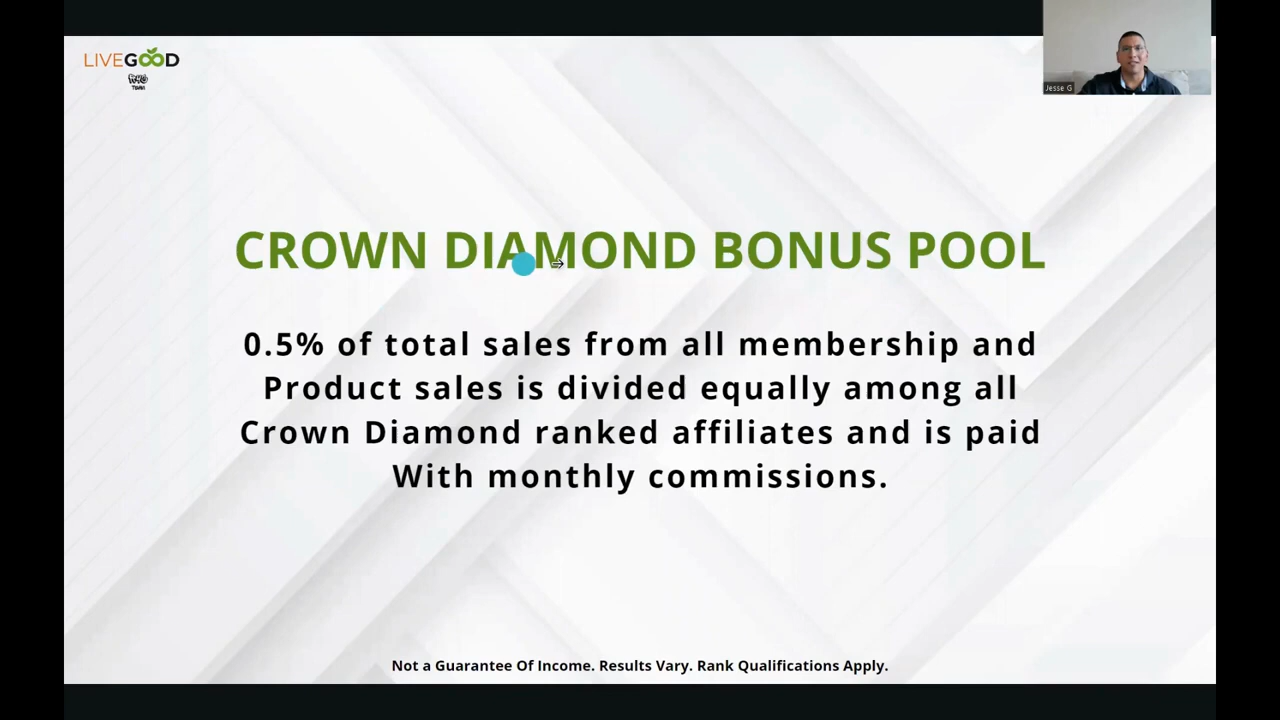 LIVEGOOD
TEAM
Jesse G
CROWN DIAMOND BONUS POOL
0.5% of total sales from all membership and
Product sales is divided equally among all
Crown Diamond ranked affiliates and is paid
With monthly commissions.
Not a Guarantee Of Income. Results Vary. Rank Qualifications Apply.